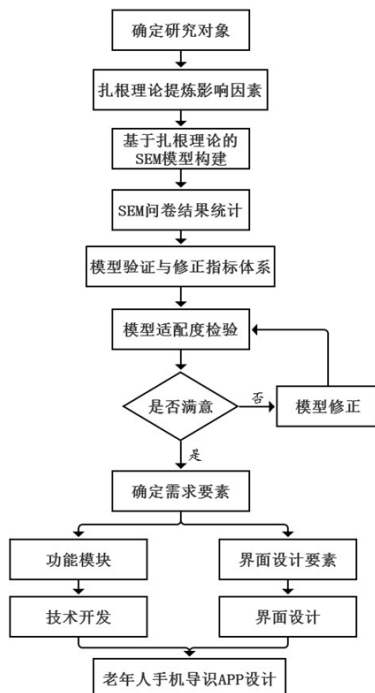 确定研究对象
扎根理论提炼影响因素
基于扎根理论的
SEM模型构建
SEM问卷结果统计
模型验证与修正指标体系
模型适配度检验
是否满意
否
模型修正
是
确定需求要素
功能模块
界面设计要素
技术开发
界面设计
老年人手机导识APP设计